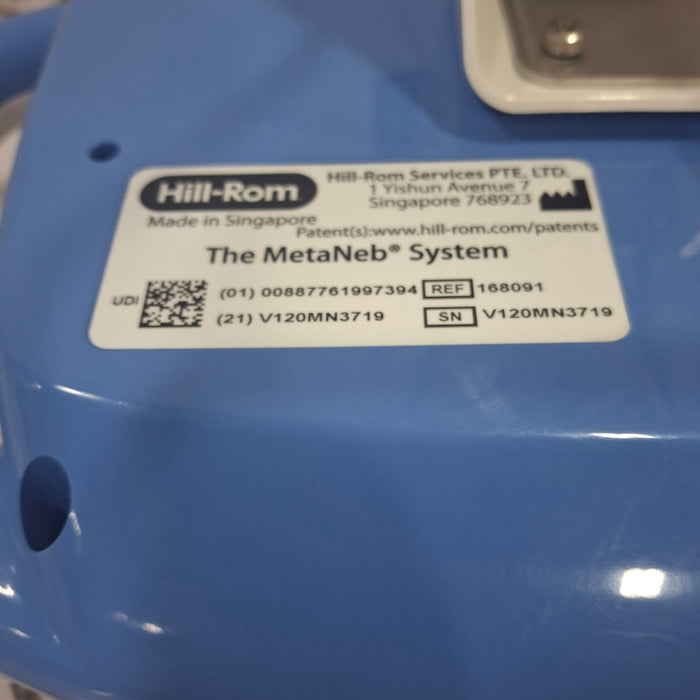 Hill-Rom
Hill-Rom Services PTE, LTD.
1 Yishun Avenue 7
Singapore 768923
Made in Singapore
Patent(s):www.hill-rom.com/patents
The MetaNeb® System
UDI
(01) 00887761997394 REF 168091
(21) V120MN3719 SN V120MN3719